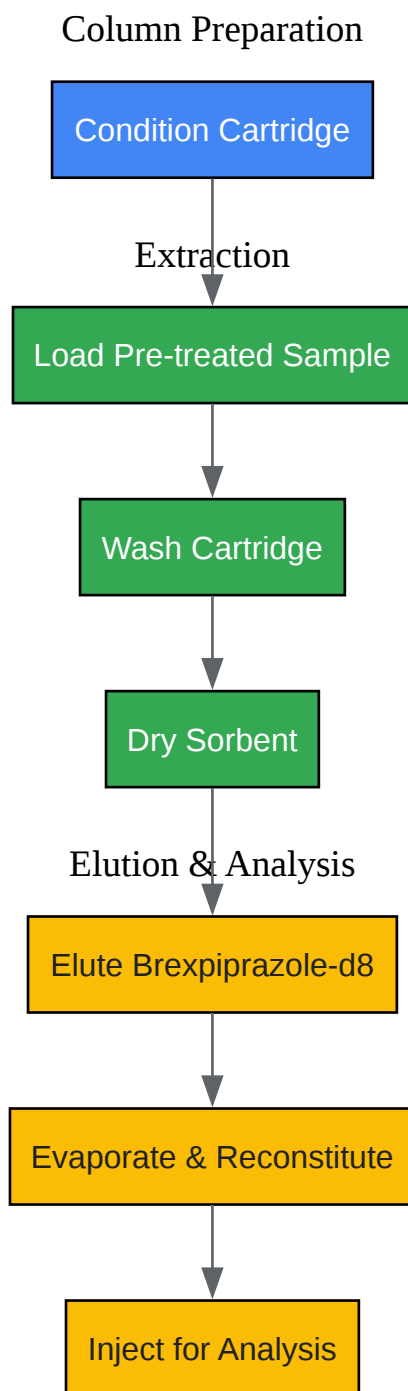 Column Preparation
Condition Cartridge
Extraction
Load Pre-treated Sample
Wash Cartridge
Dry Sorbent
Elution & Analysis
Elute Brexpiprazole-d8
Evaporate & Reconstitute
Inject for Analysis